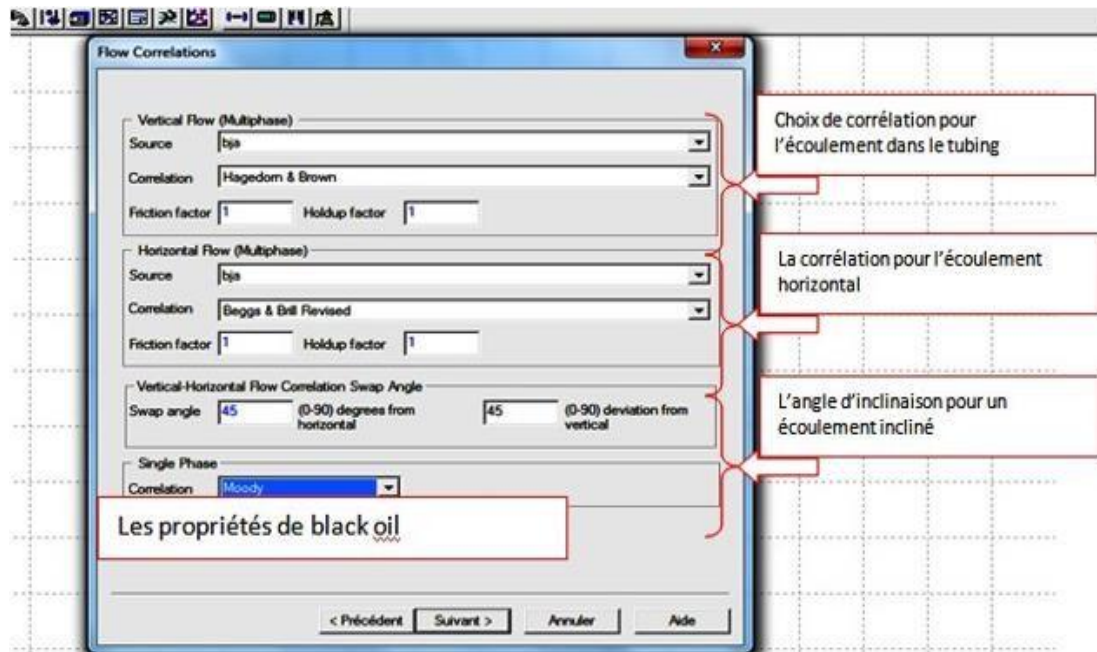 Flow Correlations
Vertical Flow (Multiphase)
Source bja
Correlation Hagedorn & Brown
Friction factor 1 Holdup factor 1
Horizontal Flow (Multiphase)
Source bja
Correlation Beggs & Brill Revised
Friction factor 1 Holdup factor 1
Vertical-Horizontal Flow Correlation Swap Angle
Swap angle 45 (0-90) degrees from horizontal 45 (0-90) deviation from vertical
Single Phase
Correlation Moody
Les propriétés de black oil
< Précédent Suivant > Annuler Aide
Choix de corrélation pour
l'écoulement dans le tubing
La corrélation pour l'écoulement
horizontal
L'angle d'inclinaison pour un
écoulement incliné